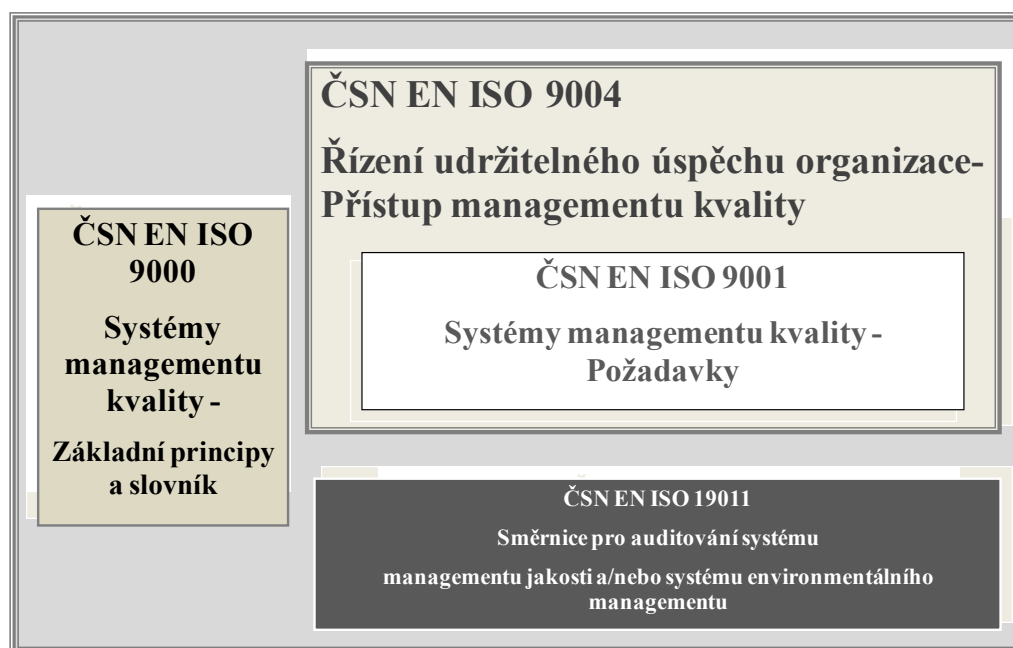 ČSN EN ISO
9000
Systémy
managementu
kvality -
Základní principy
a slovník
ČSN EN ISO 9004
Řízení udržitelného úspěchu organizace-
Přístup managementu kvality
ČSN EN ISO 9001
Systémy managementu kvality -
Požadavky
ČSN EN ISO 19011
Směrnice pro auditování systému
managementu jakosti a/nebo systému environmentálního
managementu